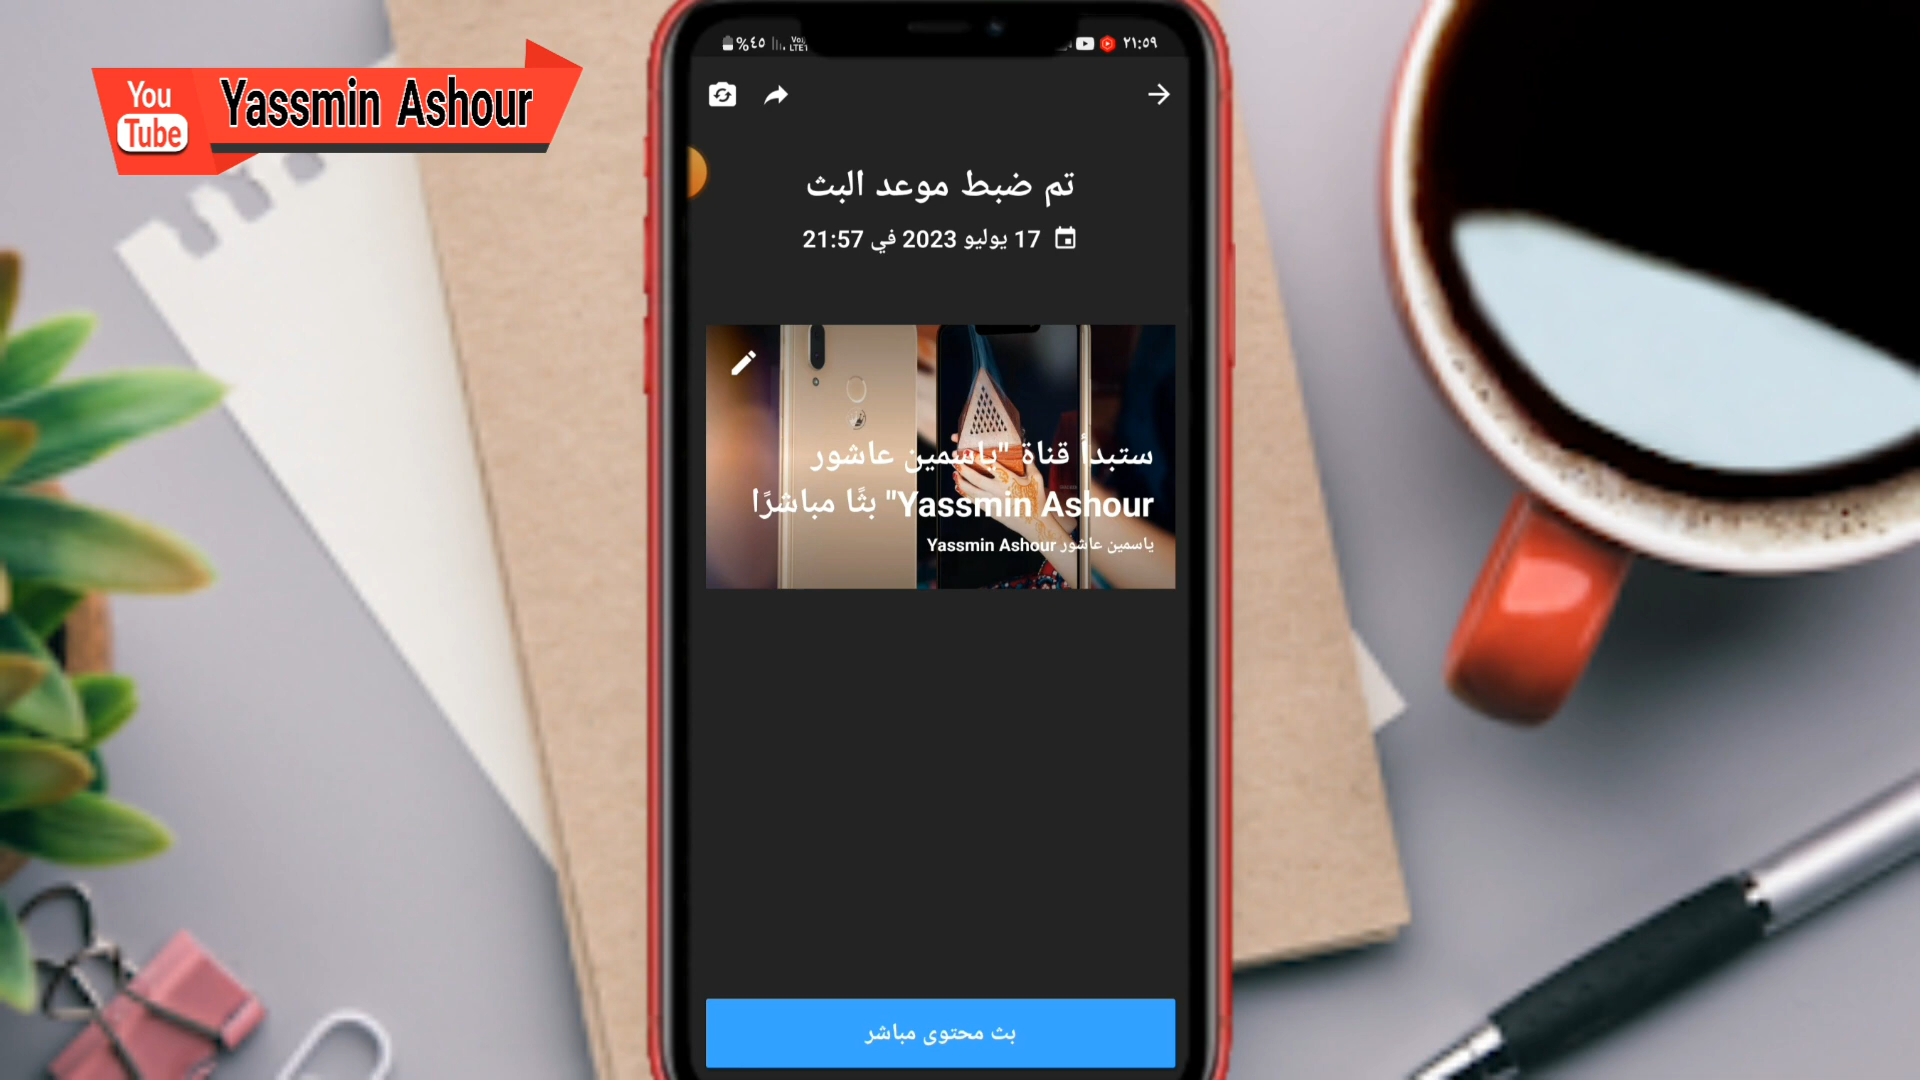 You
Tube
Yassmin Ashour
%٤٥
٢١:٥٩
تم ضبط موعد البث
17 يوليو 2023 في 21:57
ستبدأ قناة "ياسمين عاشور
Yassmin Ashour" بثًا مباشرًا
ياسمين عاشور Yassmin Ashour
بث محتوى مباشر